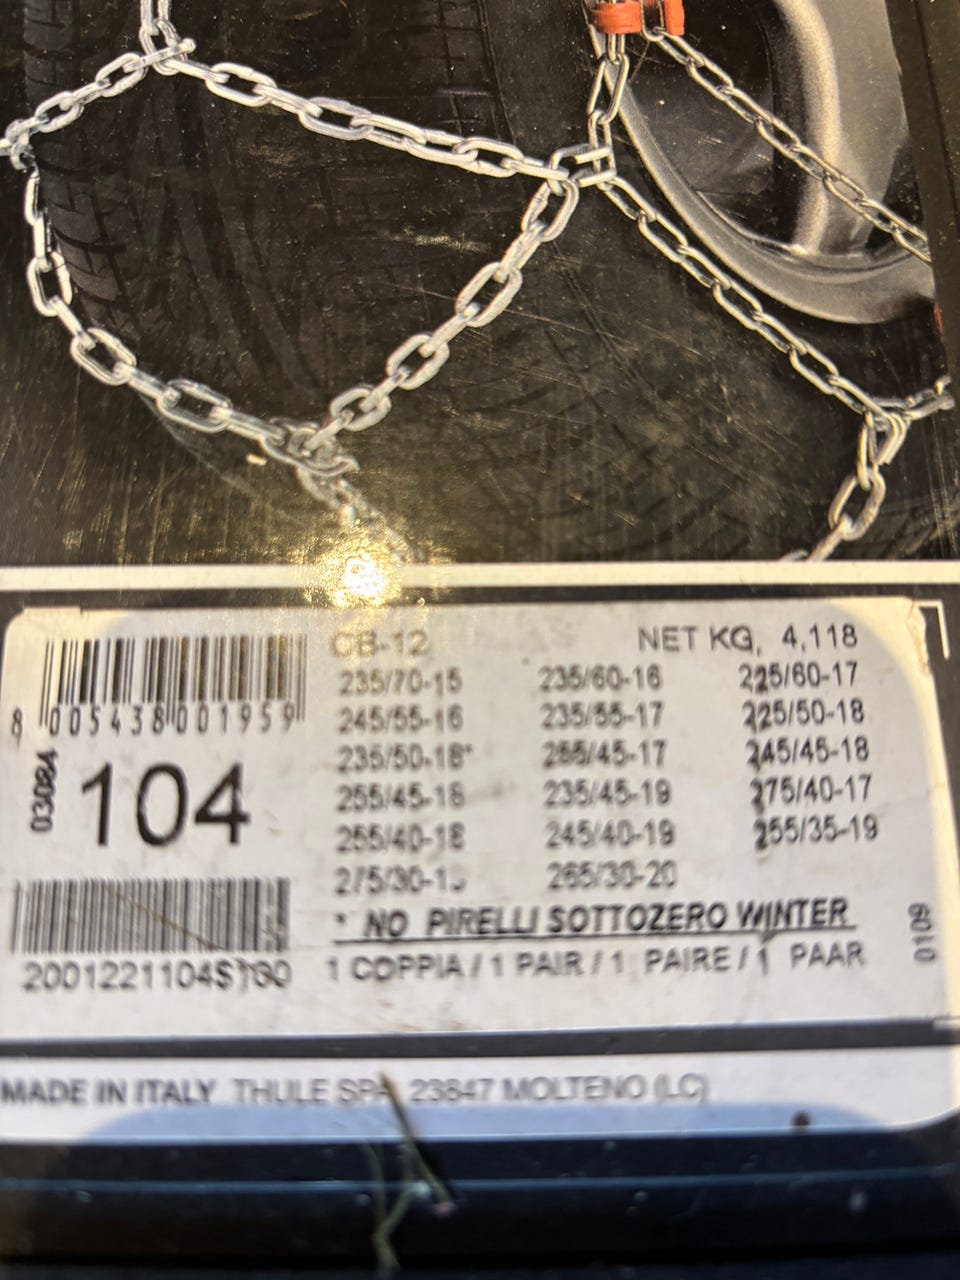 CB-12 NET KG, 4,118
235/70-15 235/60-16 225/60-17
245/55-16 235/55-17 225/50-18
235/50-18* 255/45-17 245/45-18
255/45-18 235/45-19 275/40-17
255/40-18 245/40-19 255/35-19
265/30-20
* NO PIRELLI SOTTOZERO WINTER
1 COPPIA / 1 PAIR / 1 PAIRE / 1 PAAR
8 005438 001959
03084
104
0109
MADE IN ITALY THULE SPA 23847 MOLTENO (LC)